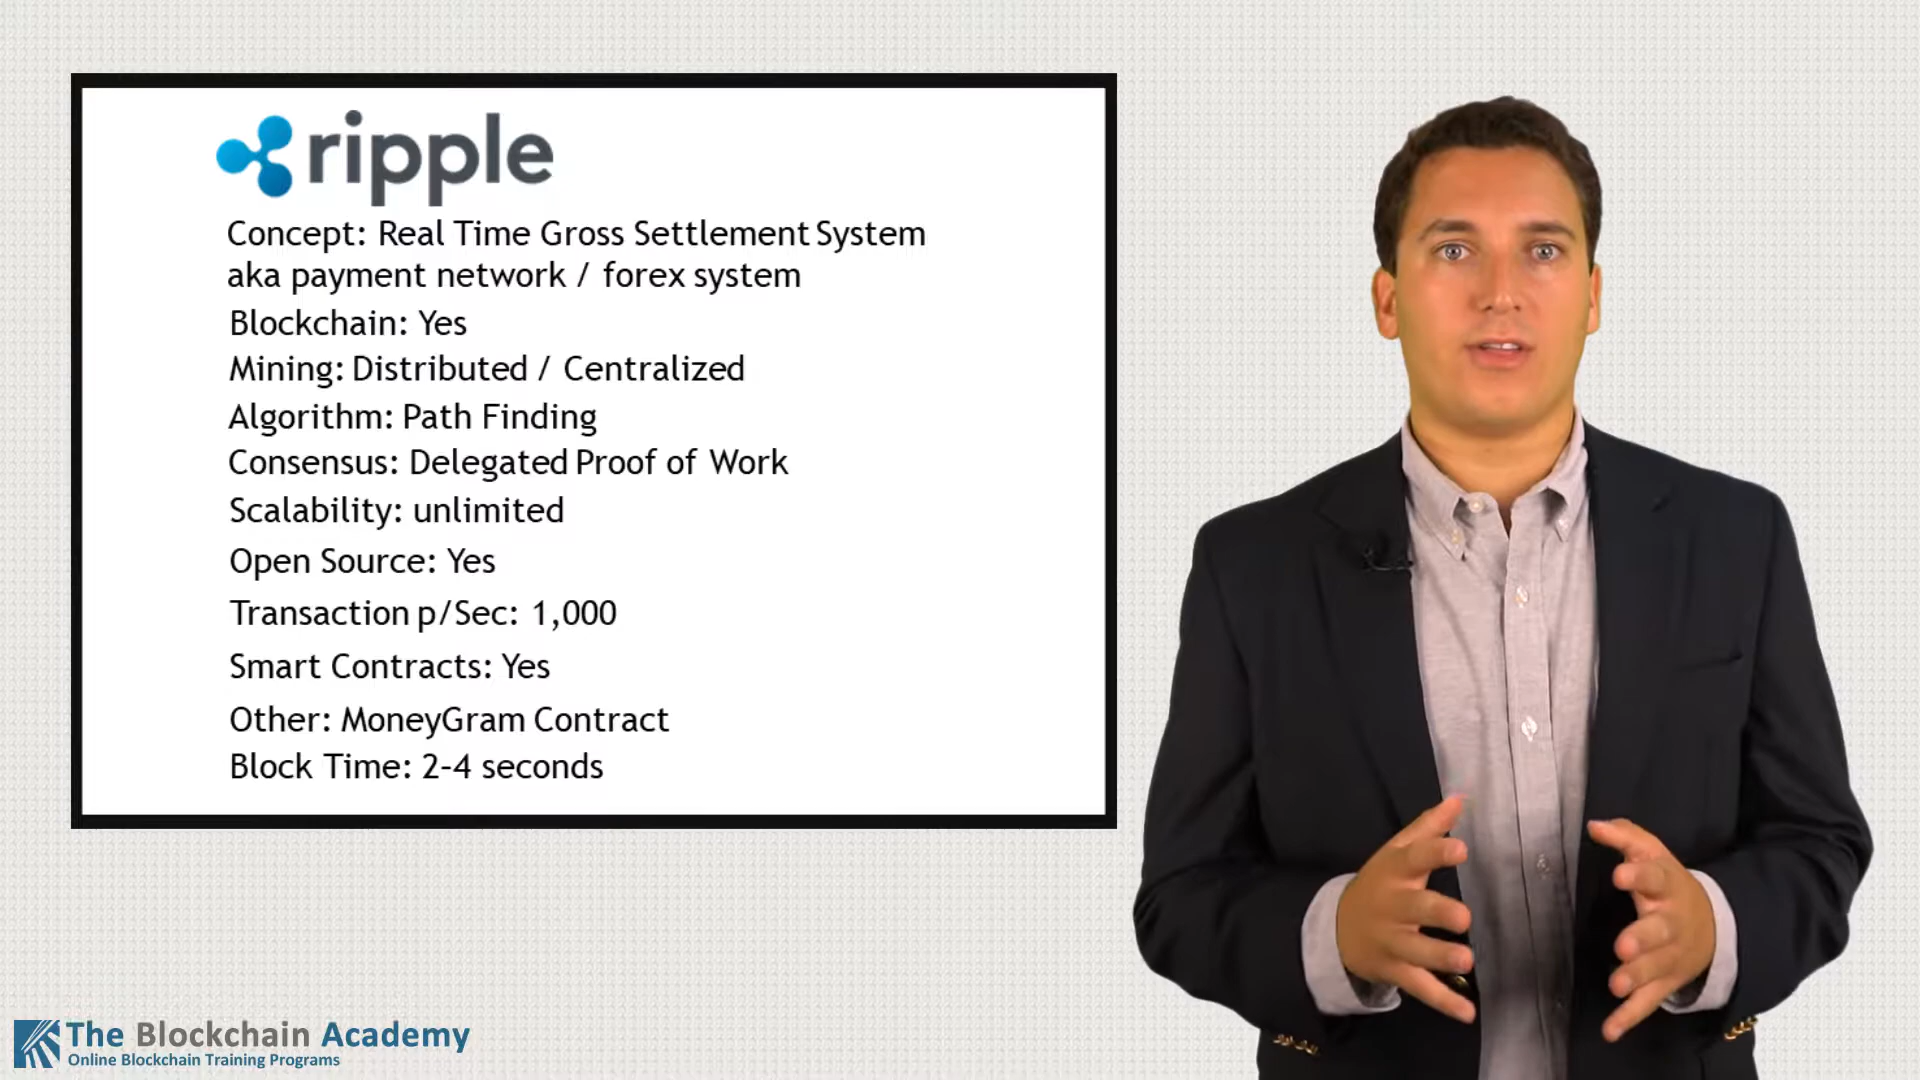 ripple
Concept: Real Time Gross Settlement System
aka payment network / forex system
Blockchain: Yes
Mining: Distributed / Centralized
Algorithm: Path Finding
Consensus: Delegated Proof of Work
Scalability: unlimited
Open Source: Yes
Transaction p/Sec: 1,000
Smart Contracts: Yes
Other: MoneyGram Contract
Block Time: 2-4 seconds
The Blockchain Academy
Online Blockchain Training Programs